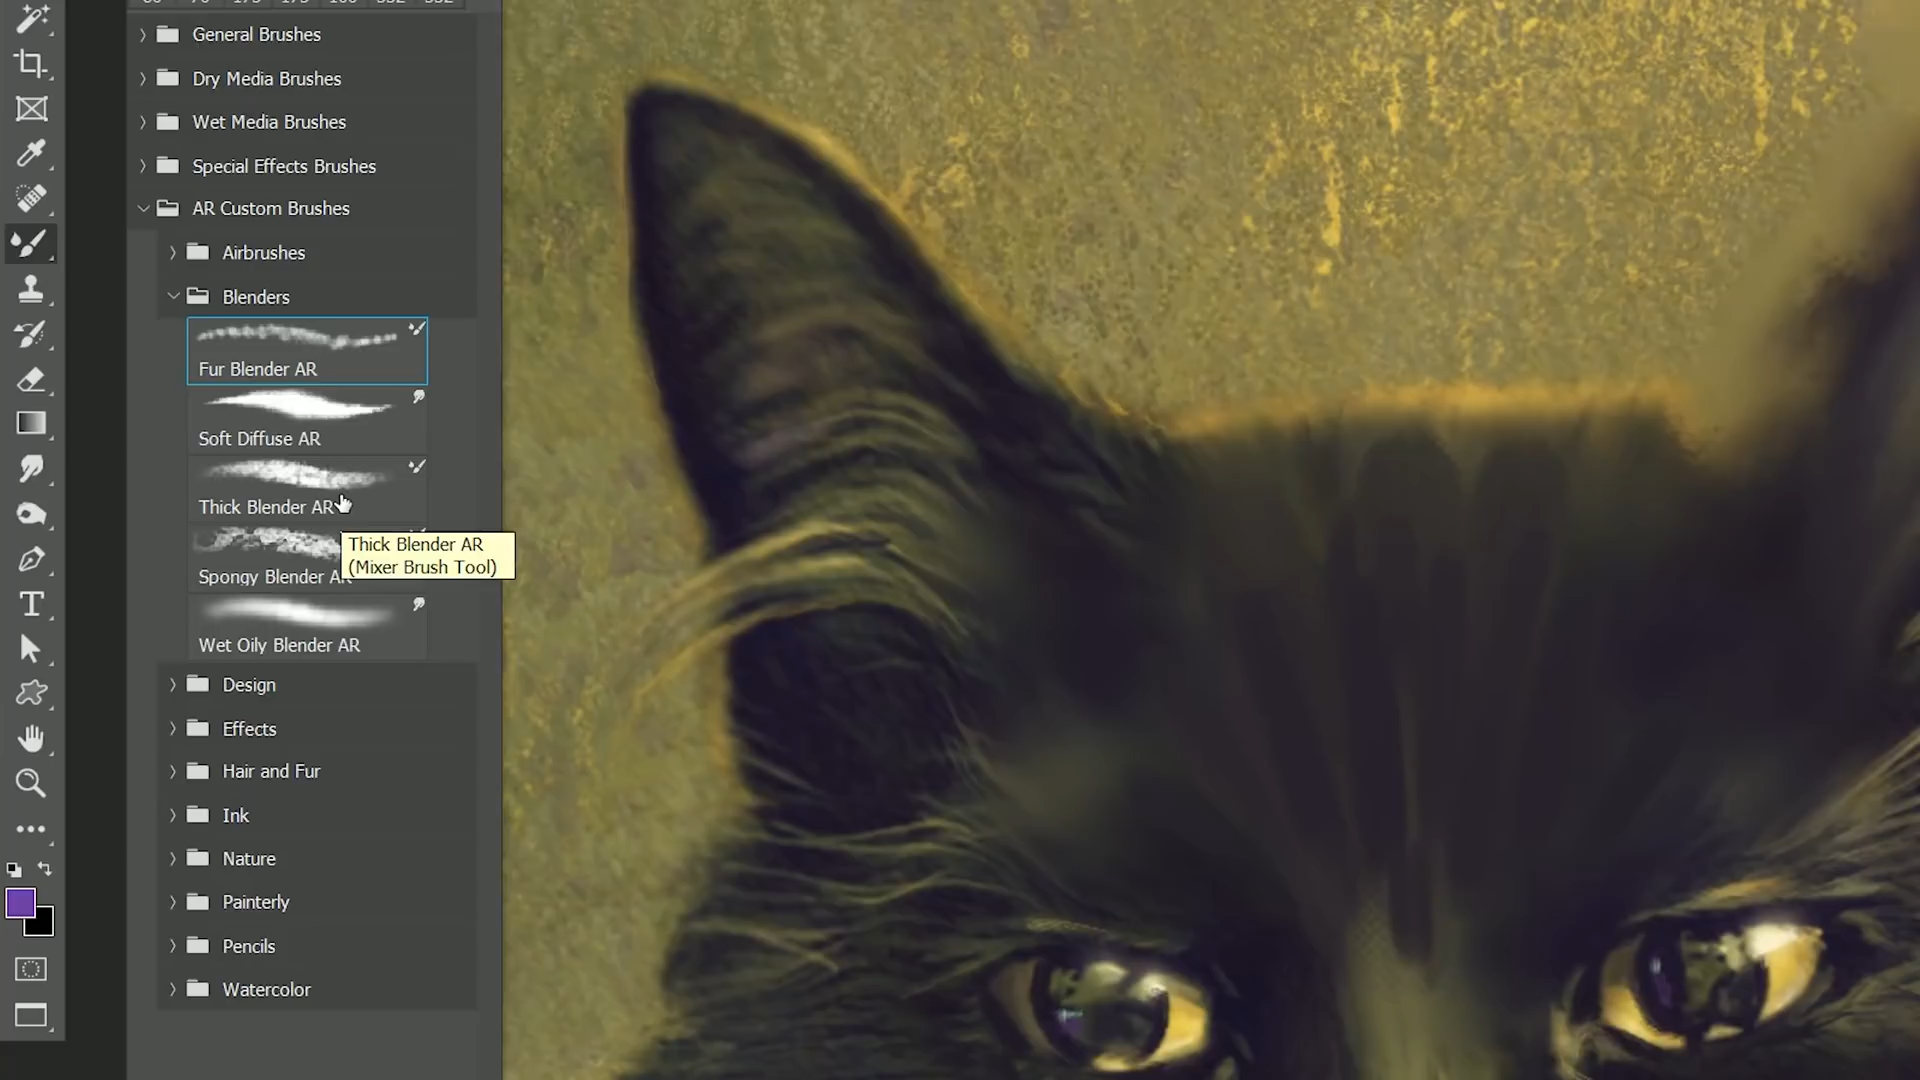 General Brushes
Dry Media Brushes
Wet Media Brushes
Special Effects Brushes
AR Custom Brushes
Airbrushes
Blenders
Fur Blender AR
Soft Diffuse AR
Thick Blender AR
Thick Blender AR
(Mixer Brush Tool)
Spongy Blender AR
Wet Oily Blender AR
Design
Effects
Hair and Fur
Ink
Nature
Painterly
Pencils
Watercolor